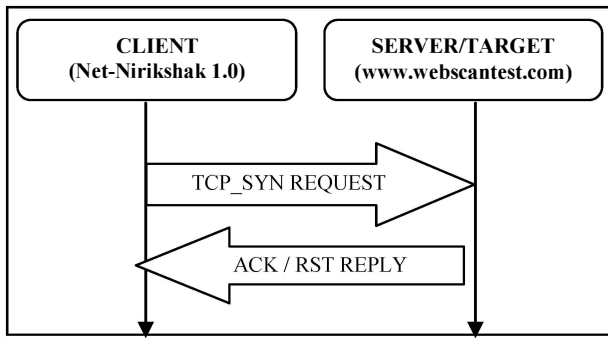 CLIENT
(Net-Nirikshak 1.0)
SERVER/TARGET
(www.webscantest.com)
TCP_SYN REQUEST
ACK / RST REPLY